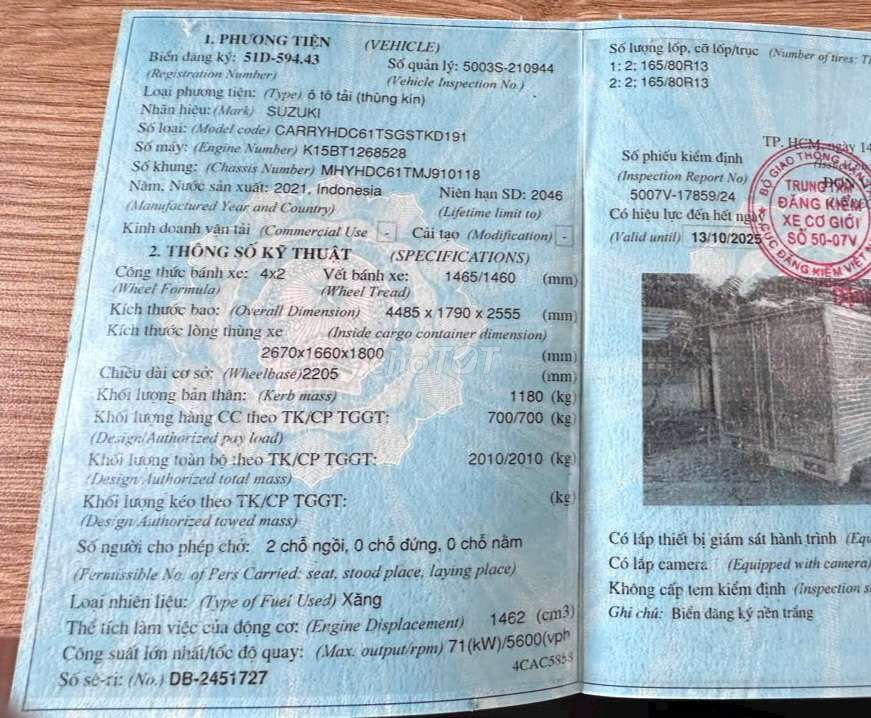 1. PHƯƠNG TIỆN (VEHICLE)
Biển đăng ký: 51D-594.43 Số quản lý: 5003S-210944
(Registration Number) (Vehicle Inspection No.)
Loại phương tiện: (Type) ô tô tải (thùng kín)
Nhãn hiệu: (Mark) SUZUKI
Số loại: (Model code) CARRYHDC61TSGSTKD191
Số máy: (Engine Number) K15BT1268528
Số khung: (Chassis Number) MHYHDC61TMJ910118
Năm, Nước sản xuất: 2021, Indonesia Niên hạn SD: 2046
(Manufactured Year and Country) (Lifetime limit to)
Kinh doanh vận tải (Commercial Use - Cải tạo (Modification) -
2. THÔNG SỐ KỸ THUẬT (SPECIFICATIONS)
Công thức bánh xe: 4x2 Vết bánh xe: 1465/1460 (mm)
(Wheel Formula) (Wheel Tread)
Kích thước bao: (Overall Dimension) 4485 x 1790 x 2555 (mm)
Kích thước lòng thùng xe (Inside cargo container dimension)
2670x1660x1800 (mm)
Chợ TỐT
Chiều dài cơ sở: (Wheelbase) 2205 (mm)
Khối lượng bản thân: (Kerb mass) 1180 (kg)
Khối lượng hàng CC theo TK/CP TGGT: 700/700 (kg)
(Design/Authorized pay load)
Khối lượng toàn bộ theo TK/CP TGGT: 2010/2010 (kg)
(Design/Authorized total mass)
Khối lượng kéo theo TK/CP TGGT: (kg)
(Design/Authorized towed mass)
Số người cho phép chở: 2 chỗ ngồi, 0 chỗ đứng, 0 chỗ nằm
(Permissible No. of Pers Carried: seat, stood place, laying place)
Loại nhiên liệu: (Type of Fuel Used) Xăng
Thể tích làm việc của động cơ: (Engine Displacement) 1462 (cm3)
Công suất lớn nhất/tốc độ quay: (Max. output/rpm) 71(kW)/5600(vph
Số sê-ri: (No.) DB-2451727
Số lượng lốp, cỡ lốp/trục (Number of tires:
1: 2; 165/80R13
2: 2; 165/80R13
TP. HCM, ngày 14
Số phiếu kiểm định
(Inspection Report No)
5007V-17859/24
Có hiệu lực đến hết ngày
(Valid until) 13/10/2025
BỘ GIAO THÔNG
TRUNG
ĐĂNG KIỂM
XE CƠ GIỚI
SỐ 50-07V
CỤC ĐĂNG KIỂM VIỆT
Có lắp thiết bị giám sát hành trình
Có lắp camera (Equipped with camera)
Không cấp tem kiểm định (Inspection
Ghi chú: Biển đăng ký nền trắng